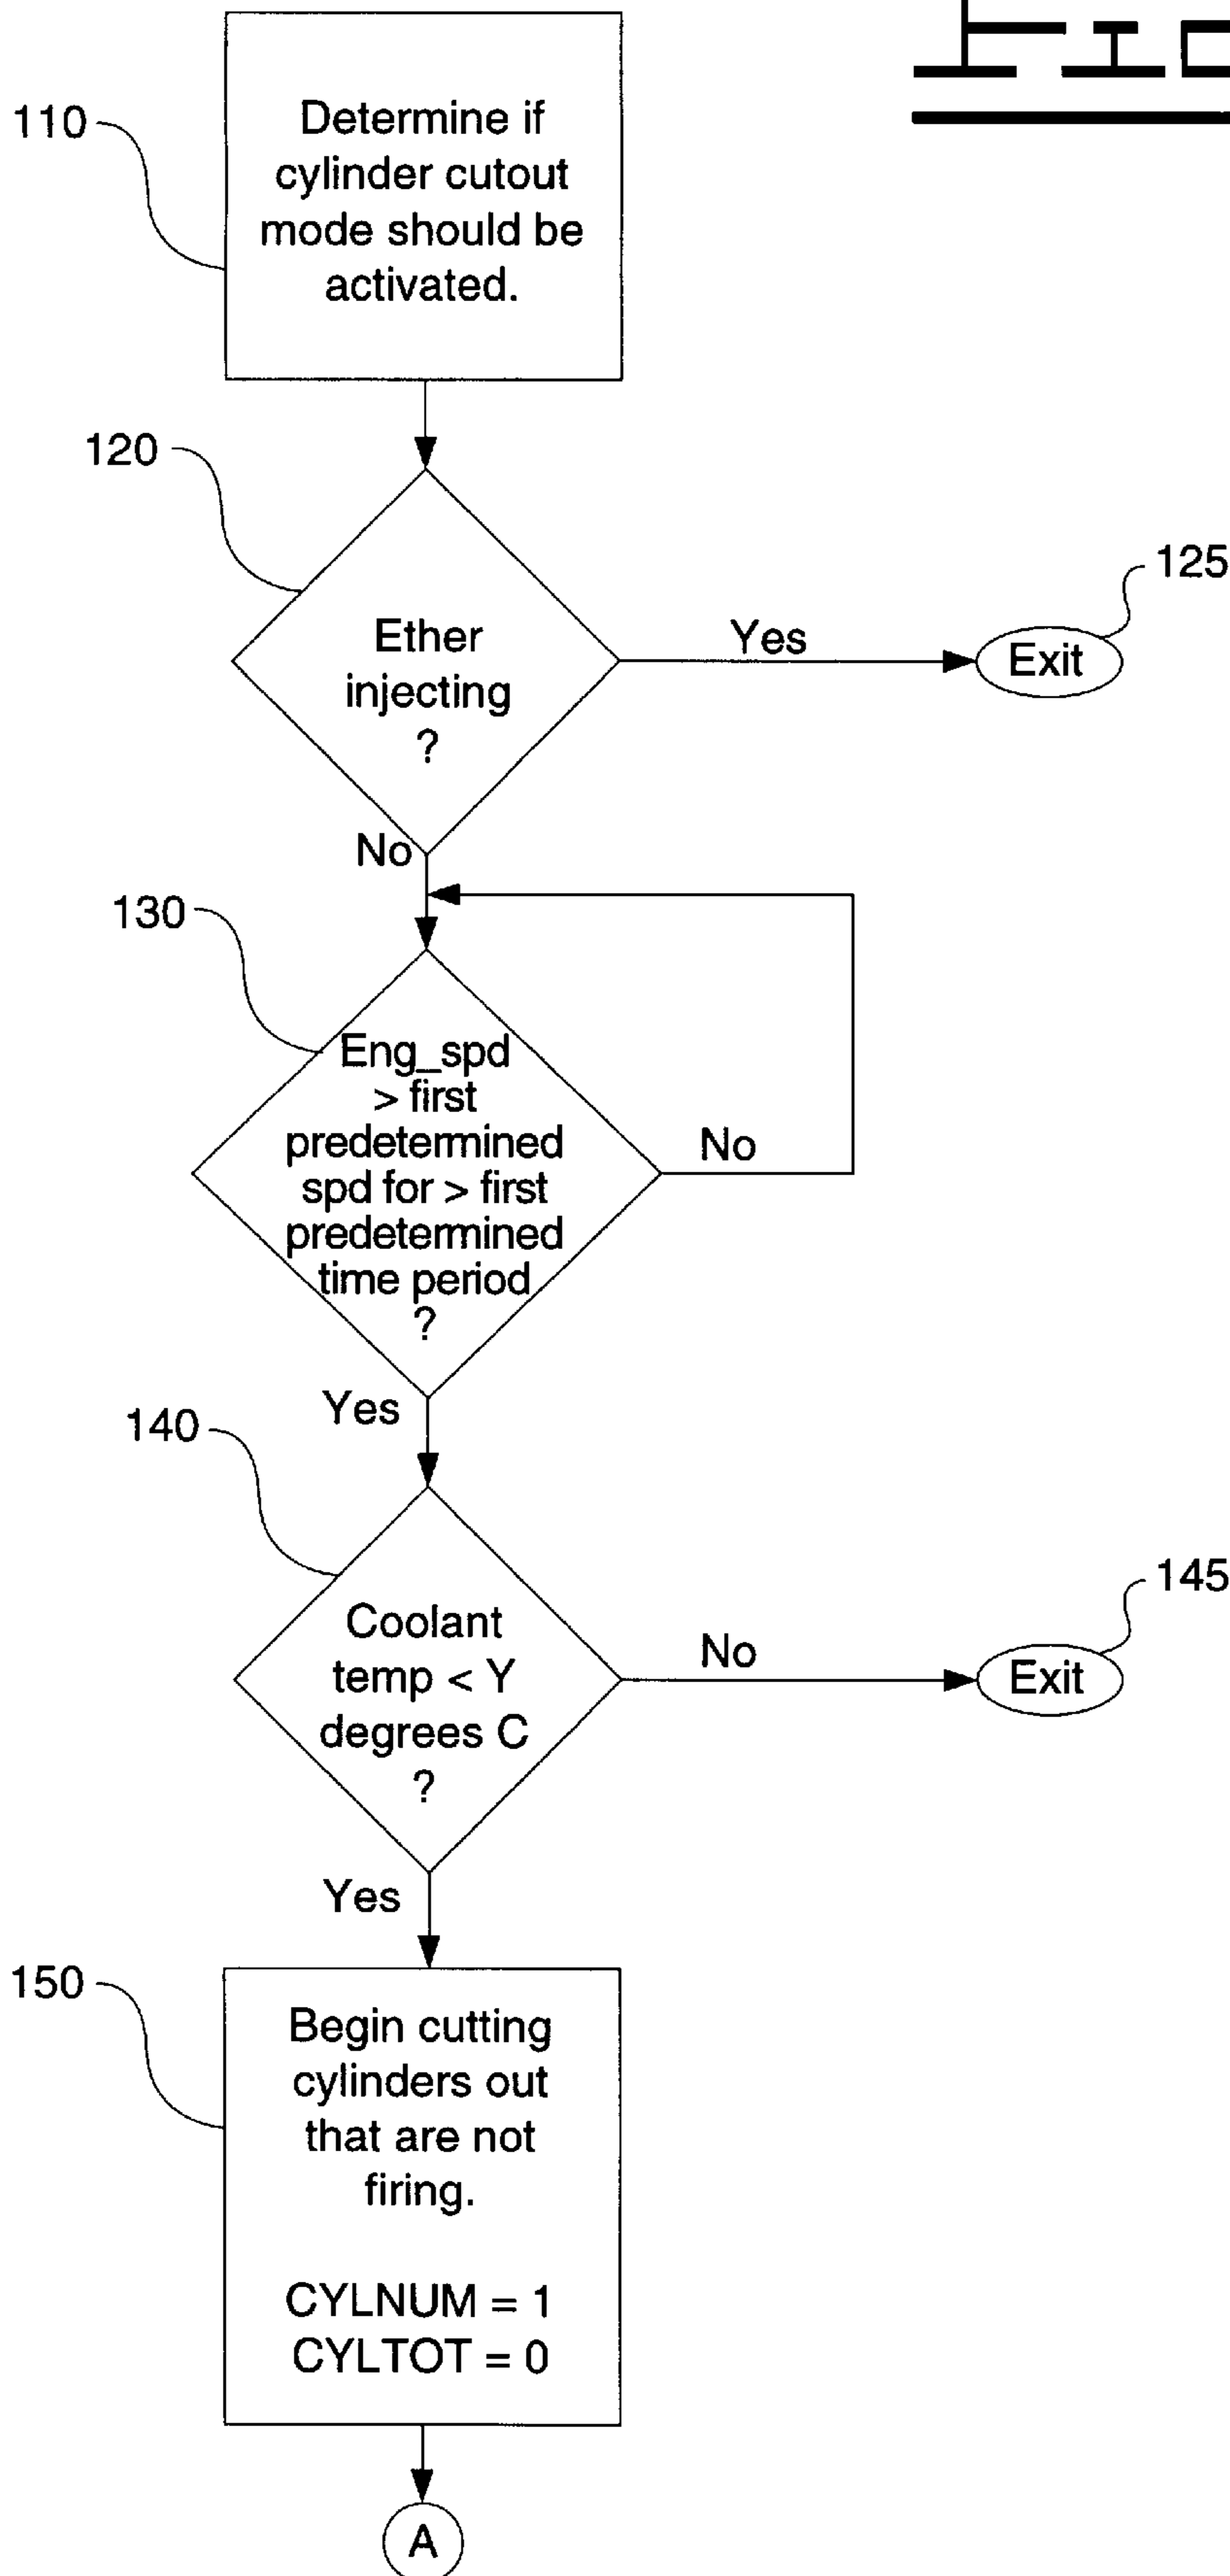 110
Determine if
cylinder cutout
mode should be
activated.
120
Ether
injecting
?
Yes
125
Exit
No
130
Eng_spd
> first
predetermined
spd for > first
predetermined
time period
?
No
Yes
140
Coolant
temp < Y
degrees C
?
No
145
Exit
Yes
150
Begin cutting
cylinders out
that are not
firing.
CYLNUM = 1
CYLTOT = 0
A